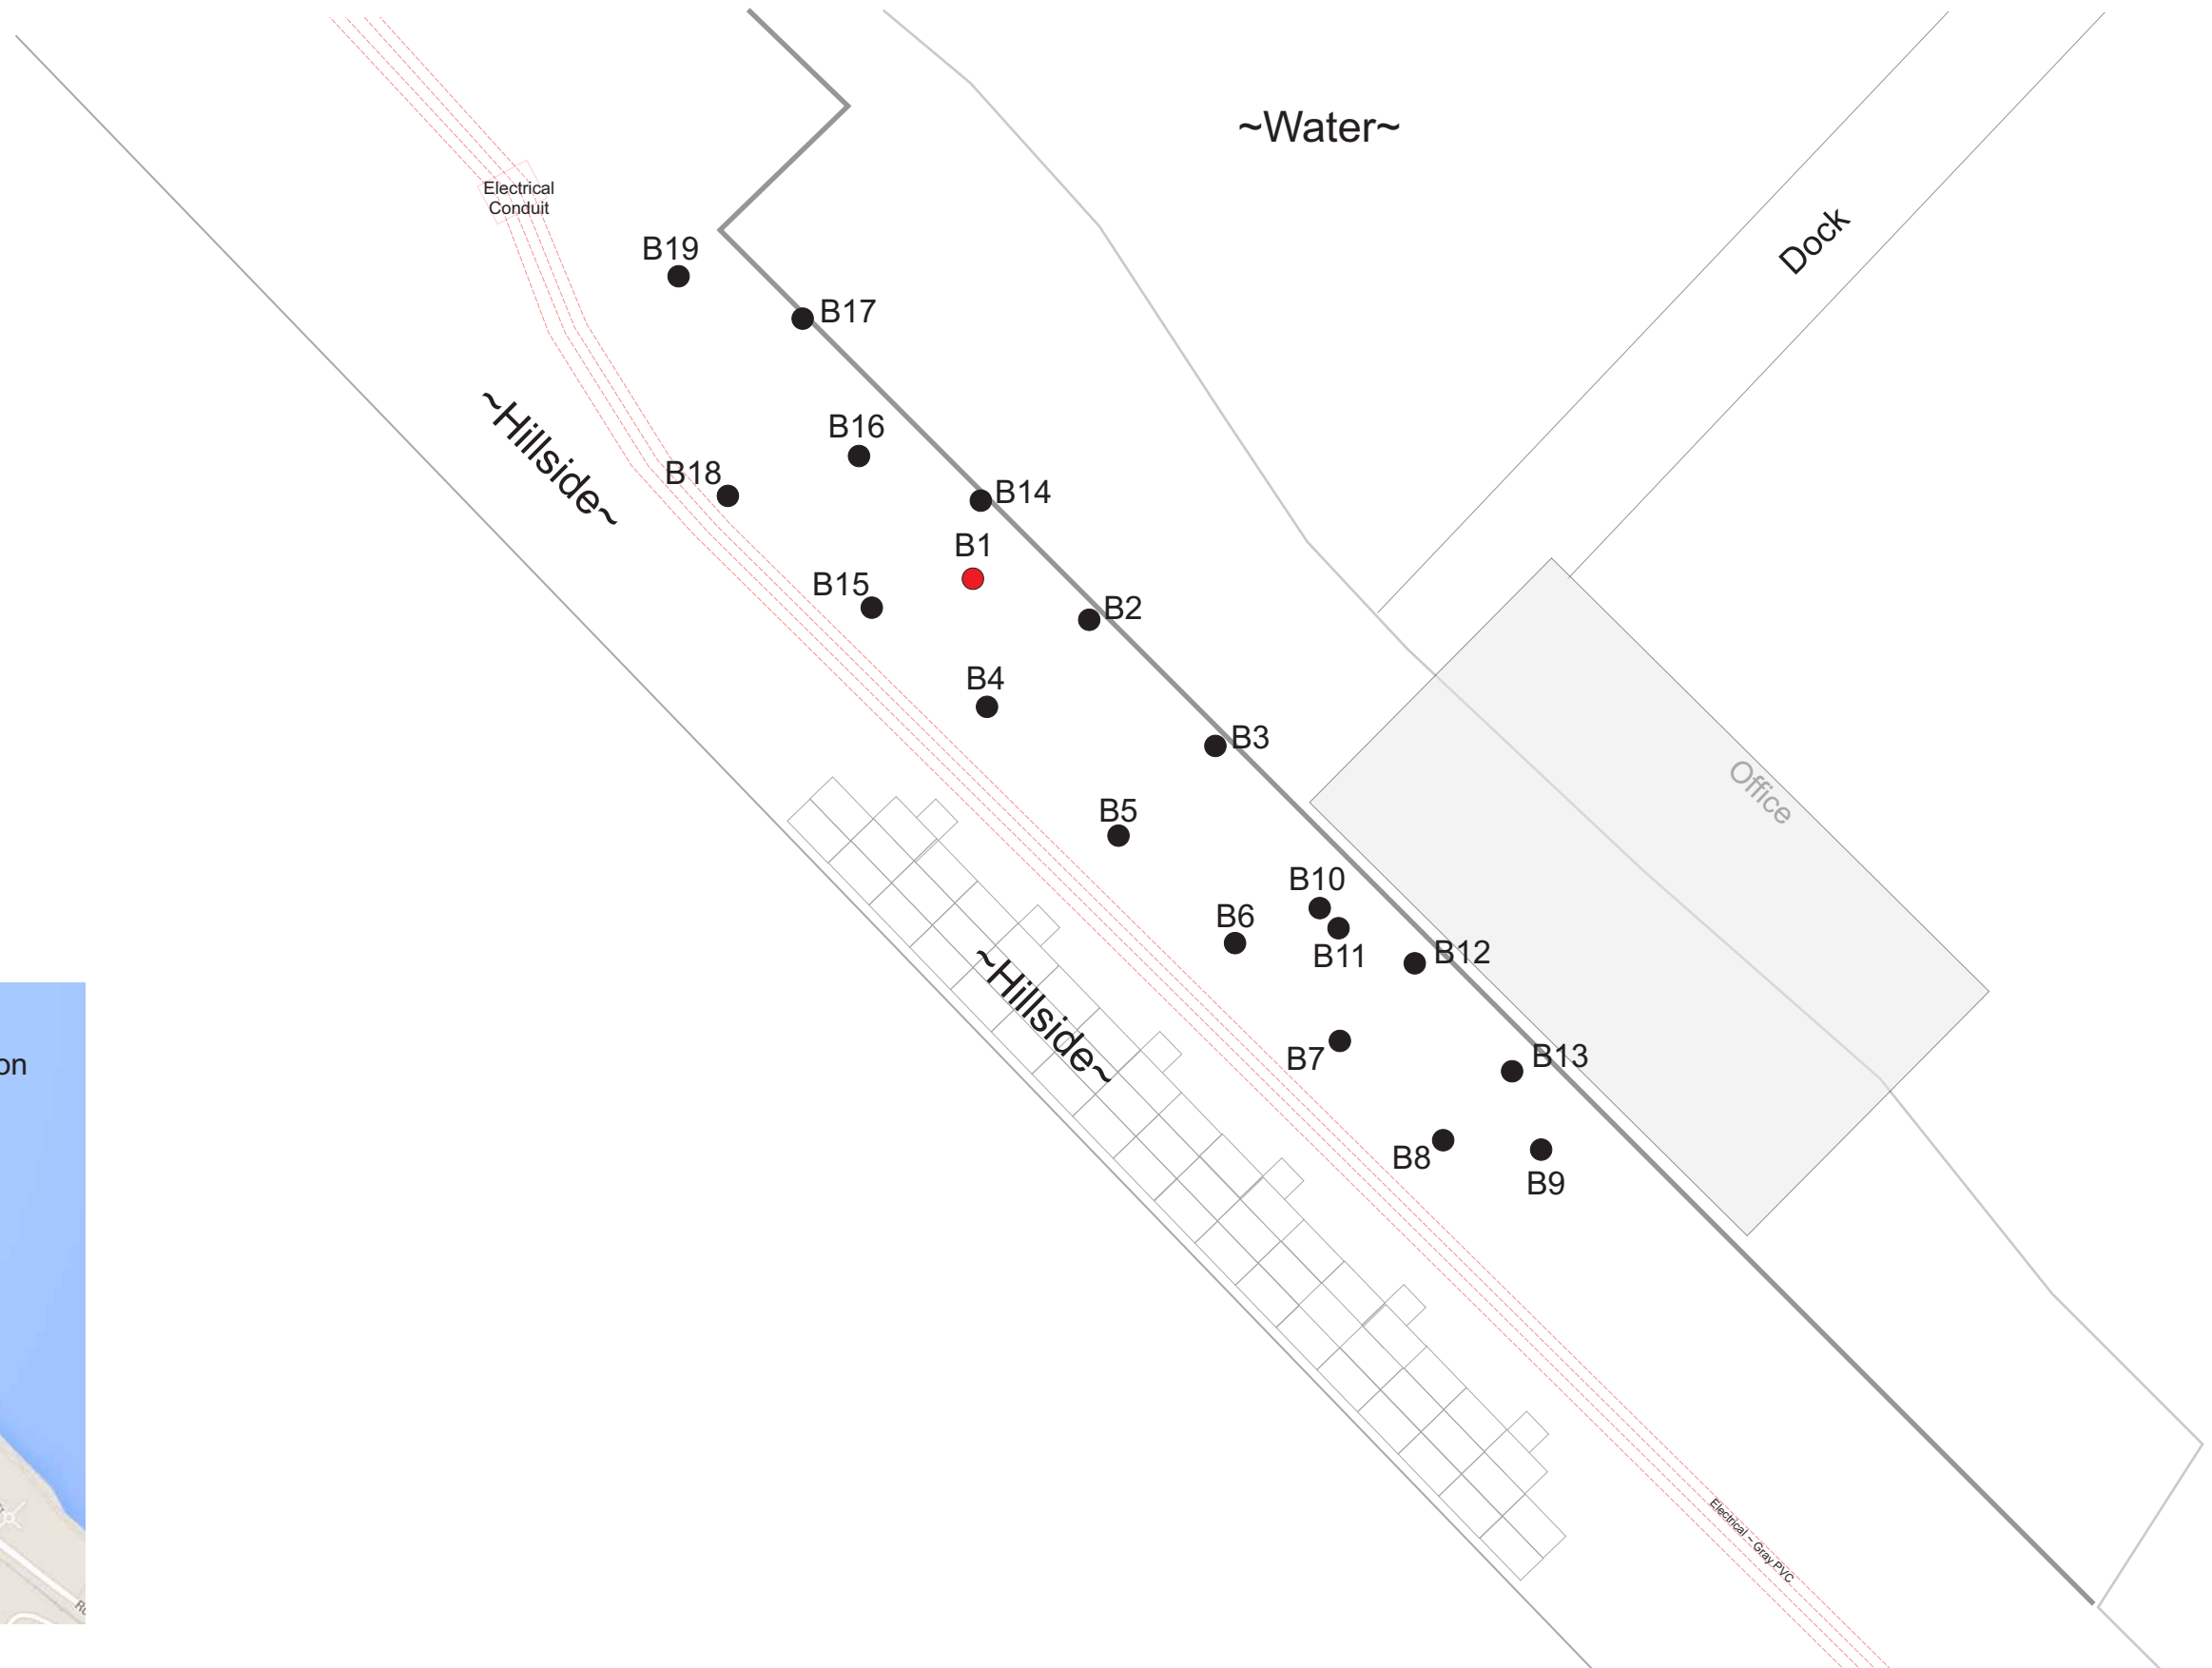 ~Water~
Electrical
Conduit
Dock
B19
B17
~Hillside~
B16
B18
B14
B1
B15
B2
B4
B3
Office
B5
B10
B6
B12
B11
~Hillside~
B7
B13
B8
B9
on
Electrical ~ Gray PVC